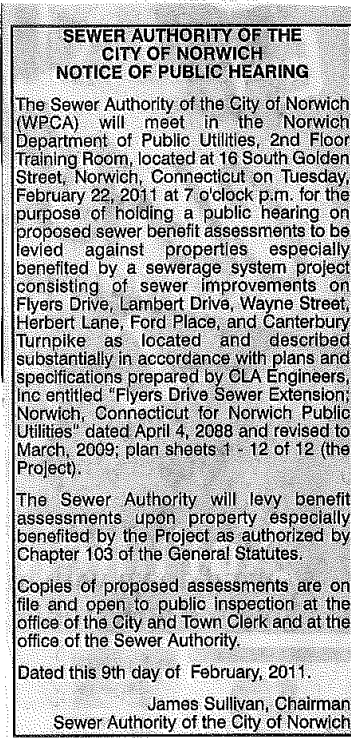 SEWER AUTHORITY OF THE
CITY OF NORWICH
NOTICE OF PUBLIC HEARING
The Sewer Authority of the City of Norwich
(WPCA) will meet in the Norwich
Department of Public Utilities, 2nd Floor
Training Room, located at 16 South Golden
Street, Norwich, Connecticut on Tuesday,
February 22, 2011 at 7 o'clock p.m. for the
purpose of holding a public hearing on
proposed sewer benefit assessments to be
levied against properties especially
benefited by a sewerage system project
consisting of sewer improvements on
Flyers Drive, Lambert Drive, Wayne Street,
Herbert Lane, Ford Place, and Canterbury
Turnpike as located and described
substantially in accordance with plans and
specifications prepared by CLA Engineers,
Inc entitled "Flyers Drive Sewer Extension;
Norwich, Connecticut for Norwich Public
Utilities" dated April 4, 2088 and revised to
March, 2009; plan sheets 1 - 12 of 12 (the
Project).
The Sewer Authority will levy benefit
assessments upon property especially
benefited by the Project as authorized by
Chapter 103 of the General Statutes.
Copies of proposed assessments are on
file and open to public inspection at the
office of the City and Town Clerk and at the
office of the Sewer Authority.
Dated this 9th day of February, 2011.
James Sullivan, Chairman
Sewer Authority of the City of Norwich